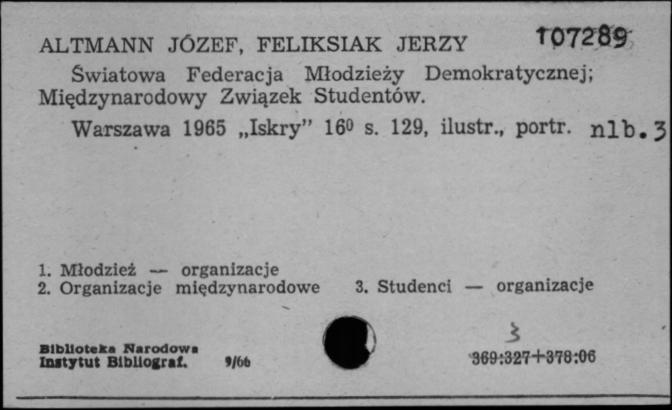 ALTMANN JÓZEF, FELIKSIAK JERZY 107289
Światowa Federacja Młodzieży Demokratycznej;
Międzynarodowy Związek Studentów.
Warszawa 1965 „Iskry” 16⁰ s. 129, ilustr., portr. nlb. 3
1. Młodzież — organizacje
2. Organizacje międzynarodowe 3. Studenci — organizacje
3
Biblioteka Narodowa
Instytut Bibliograf. 9/66 369:327+378:06